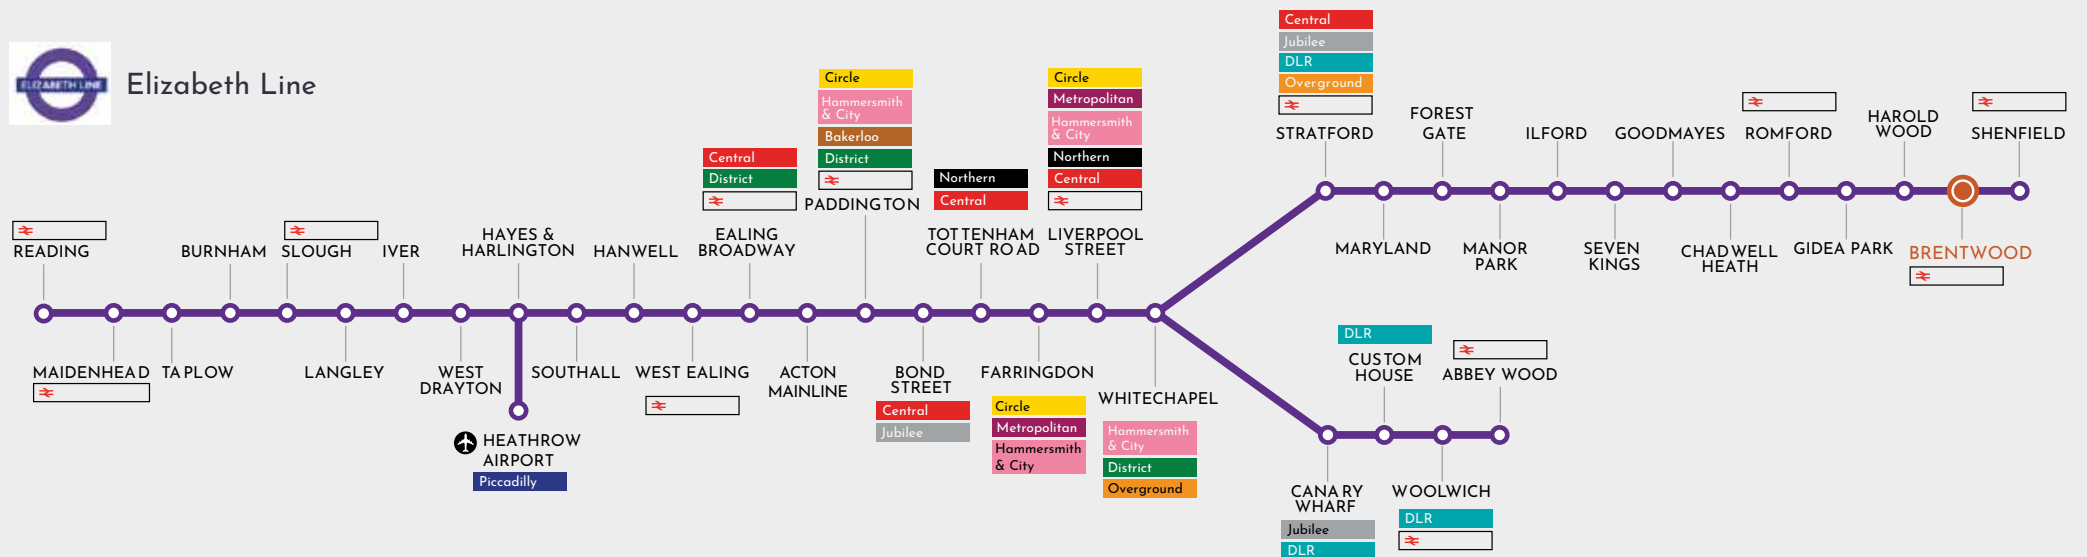 ELIZABETH LINE
Elizabeth Line
READING
MAIDENHEAD
TAPLOW
BURNHAM
SLOUGH
LANGLEY
IVER
WEST
DRAYTON
HAYES &
HARLINGTON
HEATHROW
AIRPORT
Piccadilly
SOUTHALL
HANWELL
WEST EALING
Central
District
EALING
BROADWAY
ACTON
MAINLINE
Circle
Hammersmith
& City
Bakerloo
District
PADDINGTON
BOND
STREET
Central
Jubilee
Northern
Central
TOTTENHAM
COURT ROAD
FARRINGDON
Circle
Metropolitan
Hammersmith
& City
Circle
Metropolitan
Hammersmith
& City
Northern
Central
LIVERPOOL
STREET
WHITECHAPEL
Hammersmith
& City
District
Overground
Central
Jubilee
DLR
Overground
STRATFORD
MARYLAND
FOREST
GATE
MANOR
PARK
ILFORD
SEVEN
KINGS
GOODMAYES
CHADWELL
HEATH
ROMFORD
GIDEA PARK
HAROLD
WOOD
BRENTWOOD
SHENFIELD
CANARY
WHARF
Jubilee
DLR
DLR
CUSTOM
HOUSE
WOOLWICH
DLR
ABBEY WOOD